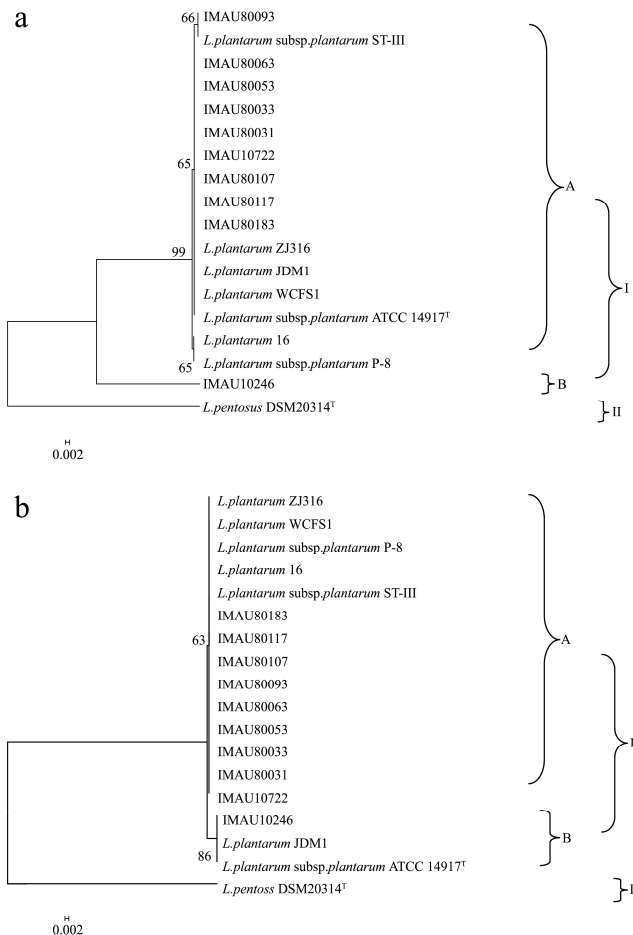 a
66
IMAU80093
L.plantarum subsp.plantarum ST-III
IMAU80063
IMAU80053
IMAU80033
IMAU80031
IMAU10722
65
IMAU80107
A
IMAU80117
IMAU80183
99
L.plantarum ZJ316
L.plantarum JDM1
I
L.plantarum WCFS1
L.plantarum subsp.plantarum ATCC 14917T
L.plantarum 16
65
L.plantarum subsp.plantarum P-8
IMAU10246
B
L.pentosus DSM20314T
II
0.002
b
L.plantarum ZJ316
L.plantarum WCFS1
L.plantarum subsp.plantarum P-8
L.plantarum 16
L.plantarum subsp.plantarum ST-III
IMAU80183
63
IMAU80117
A
IMAU80107
IMAU80093
IMAU80063
IMAU80053
I
IMAU80033
IMAU80031
IMAU10722
IMAU10246
L.plantarum JDM1
B
86
L.plantarum subsp.plantarum ATCC 14917T
L.pentoss DSM20314T
0.002